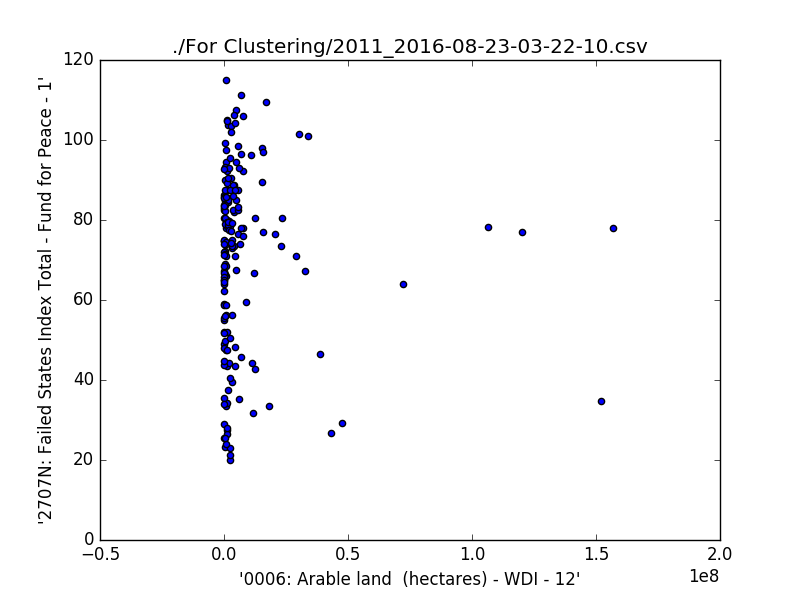 ./For Clustering/2011_2016-08-23-03-22-10.csv
'2707N: Failed States Index Total - Fund for Peace - 1'
120
100
80
60
40
20
0
−0.5 0.0 0.5 1.0 1.5 2.0
1e8
'0006: Arable land  (hectares) - WDI - 12'